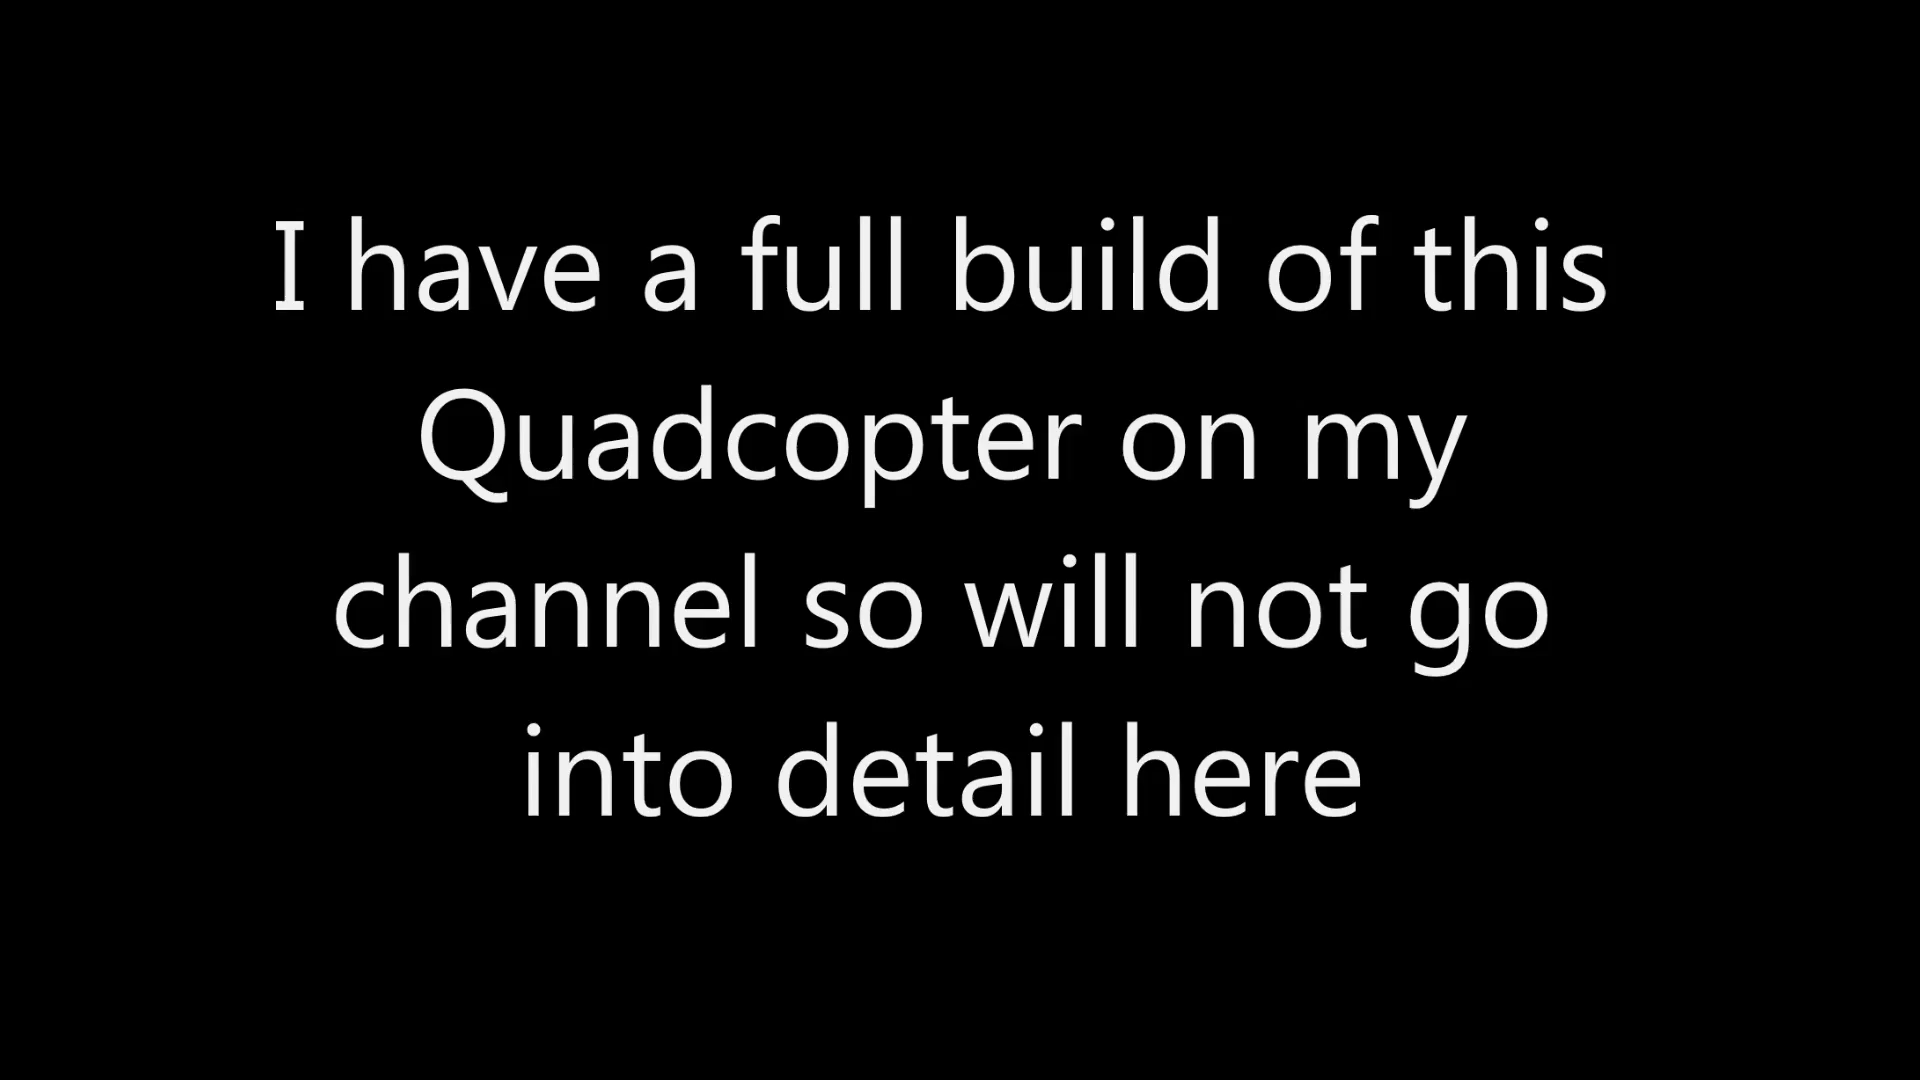 I have a full build of this
Quadcopter on my
channel so will not go
into detail here